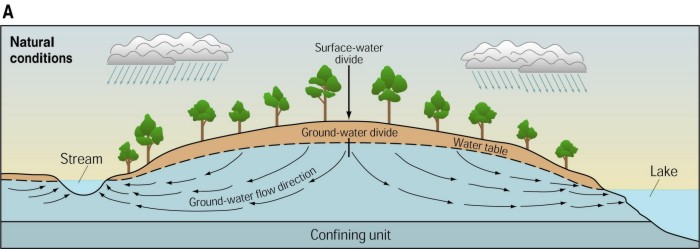 A
Natural
conditions
Surface-water
divide
Ground-water divide
Water table
Stream
Lake
Ground-water flow direction
Confining unit